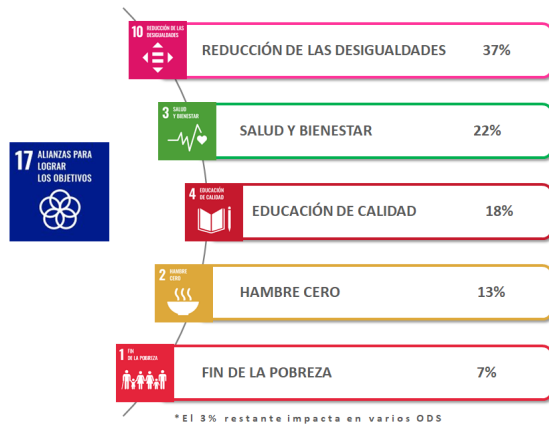 10 REDUCCIÓN DE LAS
DESIGUALDADES
REDUCCIÓN DE LAS DESIGUALDADES 37%
3 SALUD
Y BIENESTAR
SALUD Y BIENESTAR 22%
17 ALIANZAS PARA
LOGRAR
LOS OBJETIVOS
4 EDUCACIÓN
DE CALIDAD
EDUCACIÓN DE CALIDAD 18%
2 HAMBRE
CERO
HAMBRE CERO 13%
1 FIN
DE LA POBREZA
FIN DE LA POBREZA 7%
*El 3% restante impacta en varios ODS